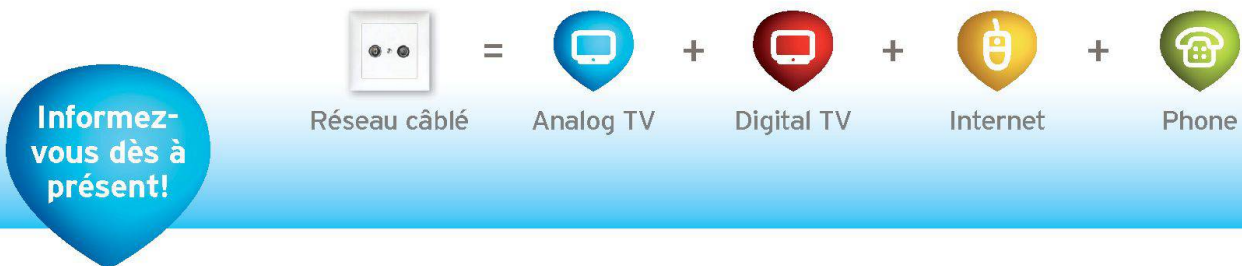 Informez-
vous dès à
présent!
= + + +
Réseau câblé Analog TV Digital TV Internet Phone